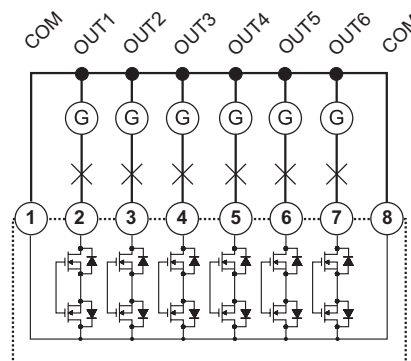 COM OUT1 OUT2 OUT3 OUT4 OUT5 OUT6 COM
G G G G G G
1 2 3 4 5 6 7 8